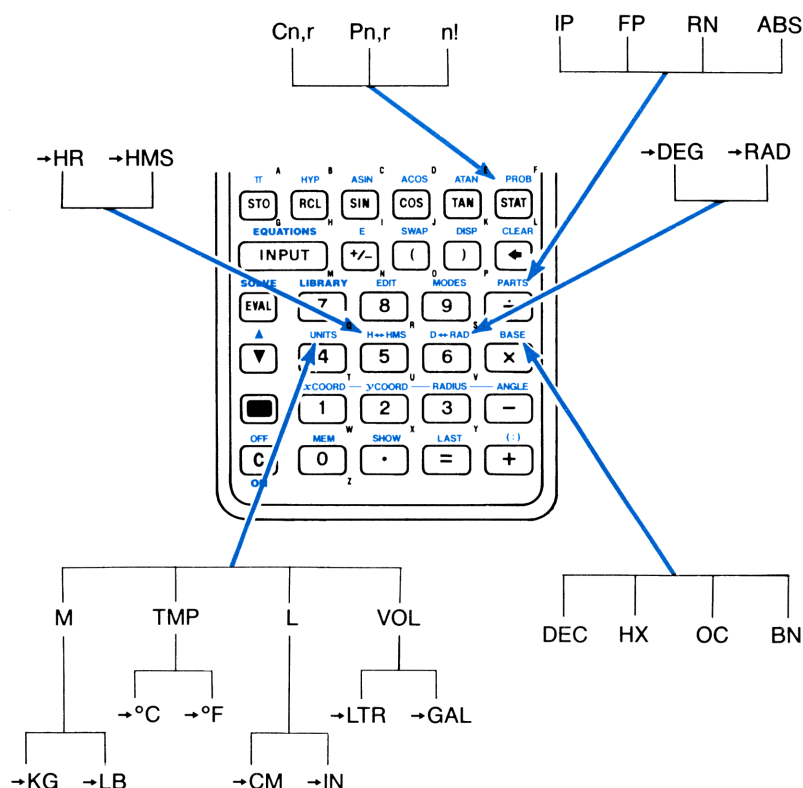 Cn,r Pn,r n!
IP FP RN ABS
→HR →HMS
→DEG →RAD
A B C D E F
π HYP ASIN ACOS ATAN PROB
STO RCL SIN COS TAN STAT
G H I J K L
EQUATIONS E SWAP DISP CLEAR
INPUT +/– ( ) 🡄
M N O P
SOLVE LIBRARY EDIT MODES PARTS
EVAL 7 8 9 ÷
Q R S
▲ UNITS H↔HMS D↔RAD BASE
▼ 4 5 6 ×
T U V
xCOORD yCOORD RADIUS ANGLE
1 2 3 –
W X Y
OFF MEM SHOW LAST (:)
C 0 · = +
ON Z
M TMP L VOL
DEC HX OC BN
→°C →°F →LTR →GAL
→KG →LB →CM →IN